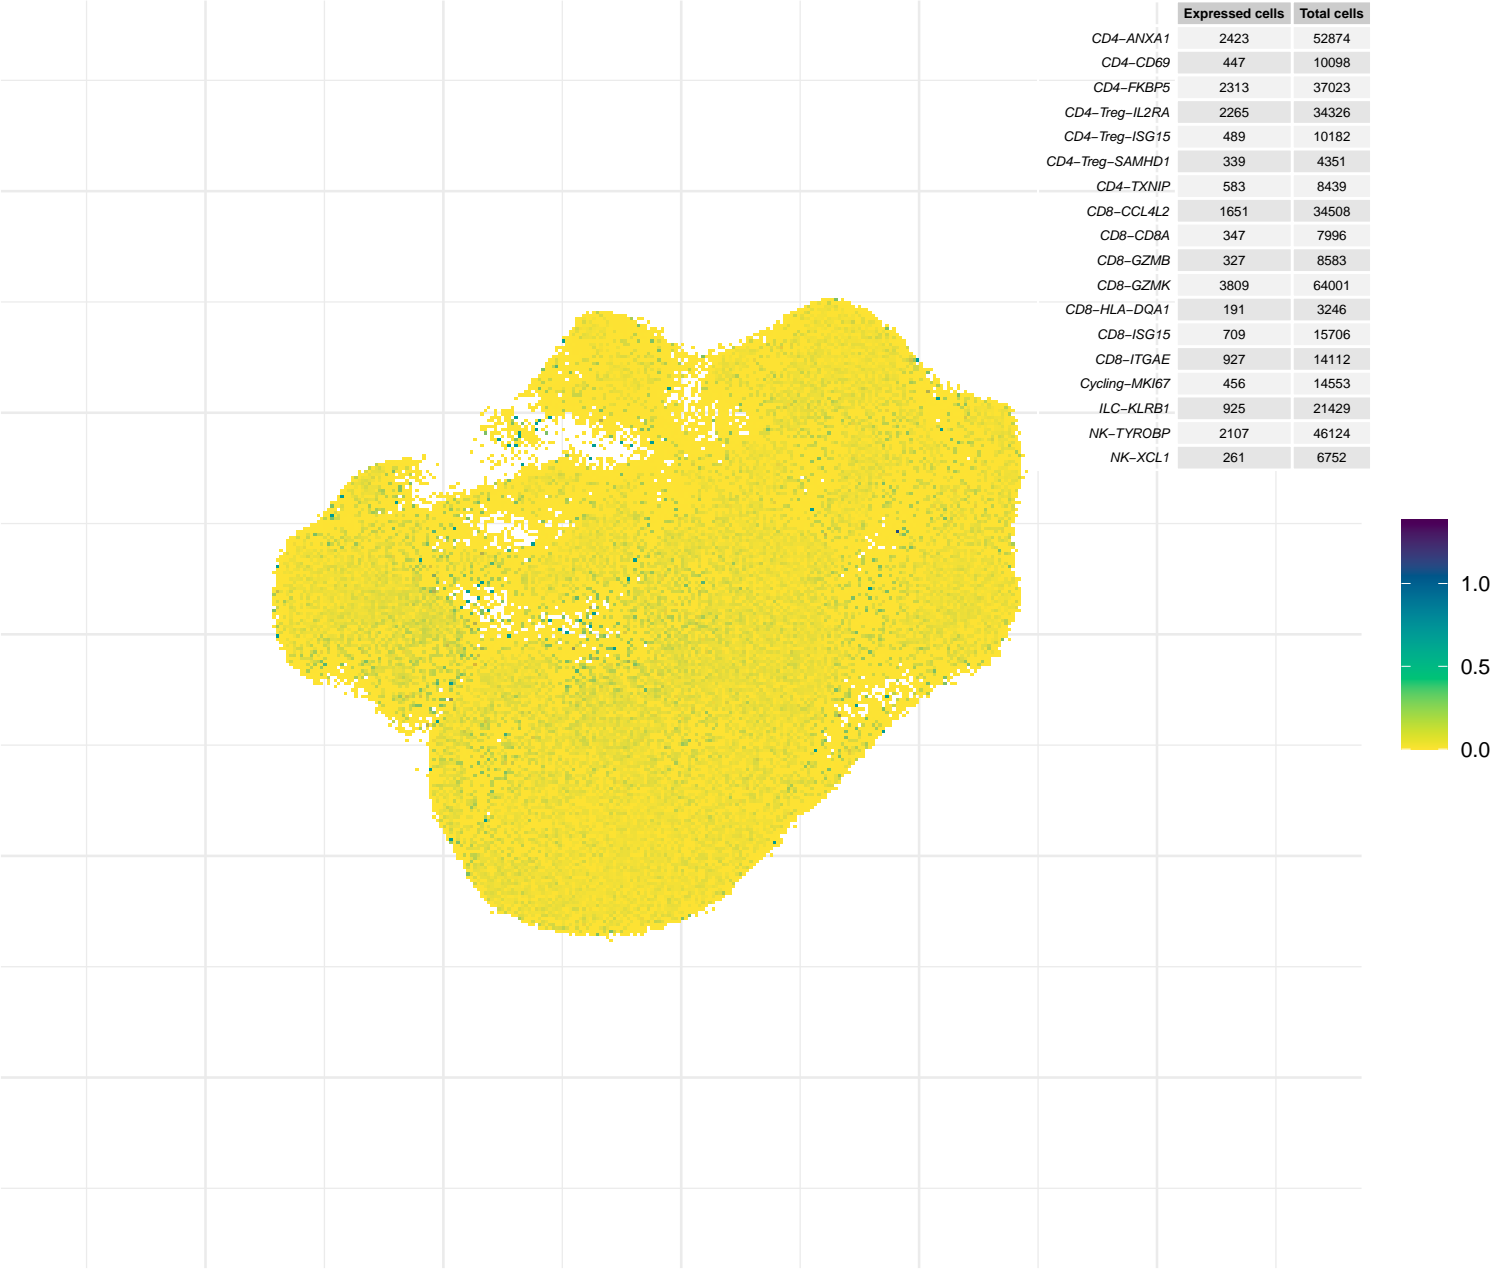 Expressed cells Total cells
CD4−ANXA1 2423 52874
CD4−CD69 447 10098
CD4−FKBP5 2313 37023
CD4−Treg−IL2RA 2265 34326
CD4−Treg−ISG15 489 10182
CD4−Treg−SAMHD1 339 4351
CD4−TXNIP 583 8439
CD8−CCL4L2 1651 34508
CD8−CD8A 347 7996
CD8−GZMB 327 8583
CD8−GZMK 3809 64001
CD8−HLA−DQA1 191 3246
CD8−ISG15 709 15706
CD8−ITGAE 927 14112
Cycling−MKI67 456 14553
ILC−KLRB1 925 21429
NK−TYROBP 2107 46124
NK−XCL1 261 6752
1.0
0.5
0.0